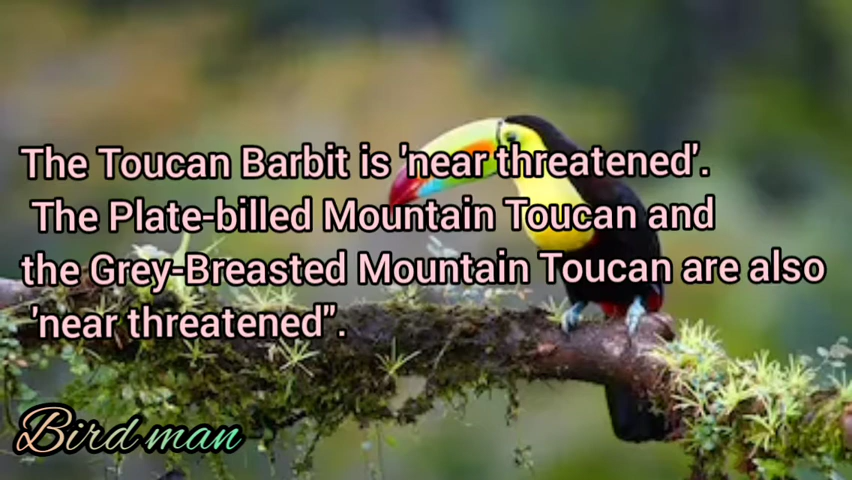 The Toucan Barbit is 'near threatened'.
The Plate-billed Mountain Toucan and
the Grey-Breasted Mountain Toucan are also
'near threatened".
Bird man